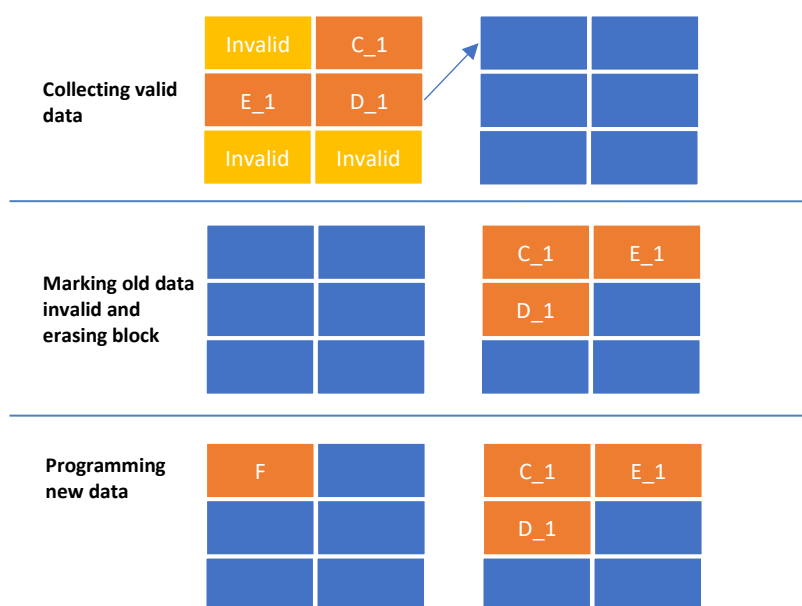 Invalid C_1
Collecting valid
data
E_1 D_1
Invalid Invalid
Marking old data
invalid and
erasing block
C_1 E_1
D_1
Programming
new data
F C_1 E_1
D_1